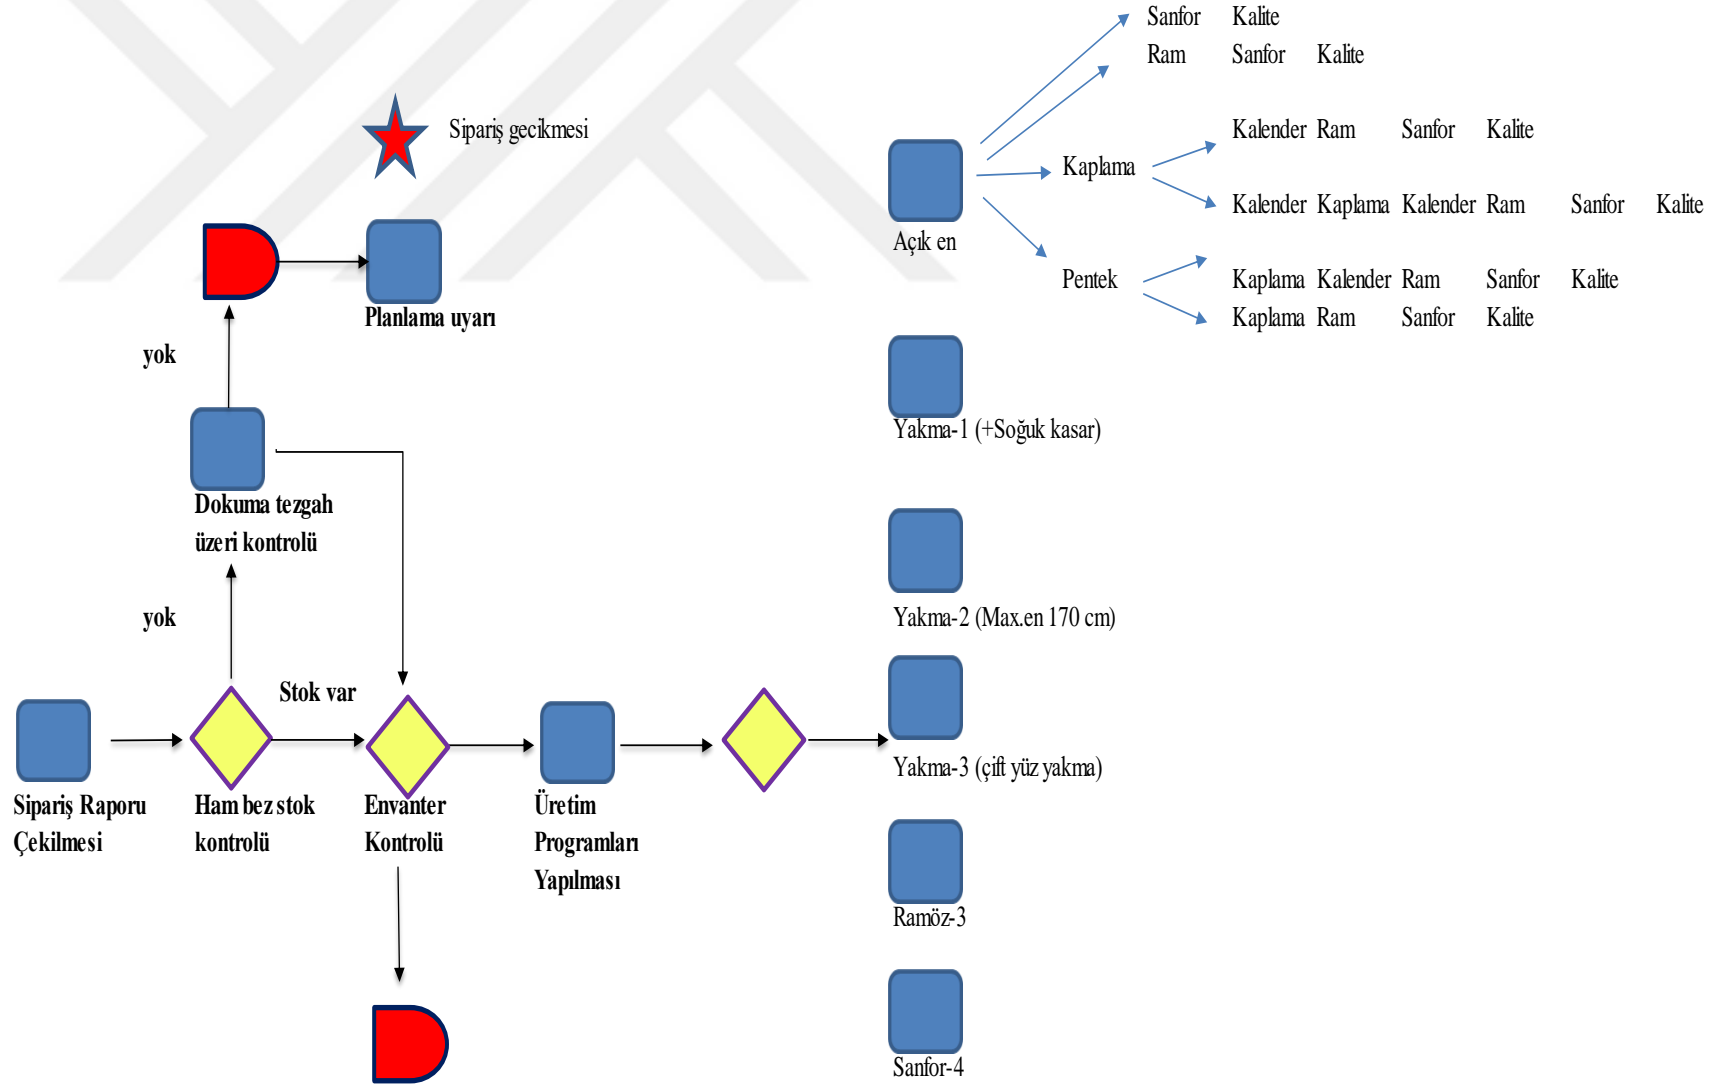 Sanfor Kalite
Ram Sanfor Kalite
Sipariş gecikmesi
Kalender Ram Sanfor Kalite
Kaplama
Kalender Kaplama Kalender Ram Sanfor Kalite
Açık en
Pentek
Kaplama Kalender Ram Sanfor Kalite
Kaplama Ram Sanfor Kalite
Planlama uyarı
yok
Yakma-1 (+Soğuk kasar)
Dokuma tezgah
üzeri kontrolü
yok
Yakma-2 (Max.en 170 cm)
Stok var
Yakma-3 (çift yüz yakma)
Sipariş Raporu
Çekilmesi
Ham bez stok
kontrolü
Envanter
Kontrolü
Üretim
Programları
Yapılması
Ramöz-3
Sanfor-4